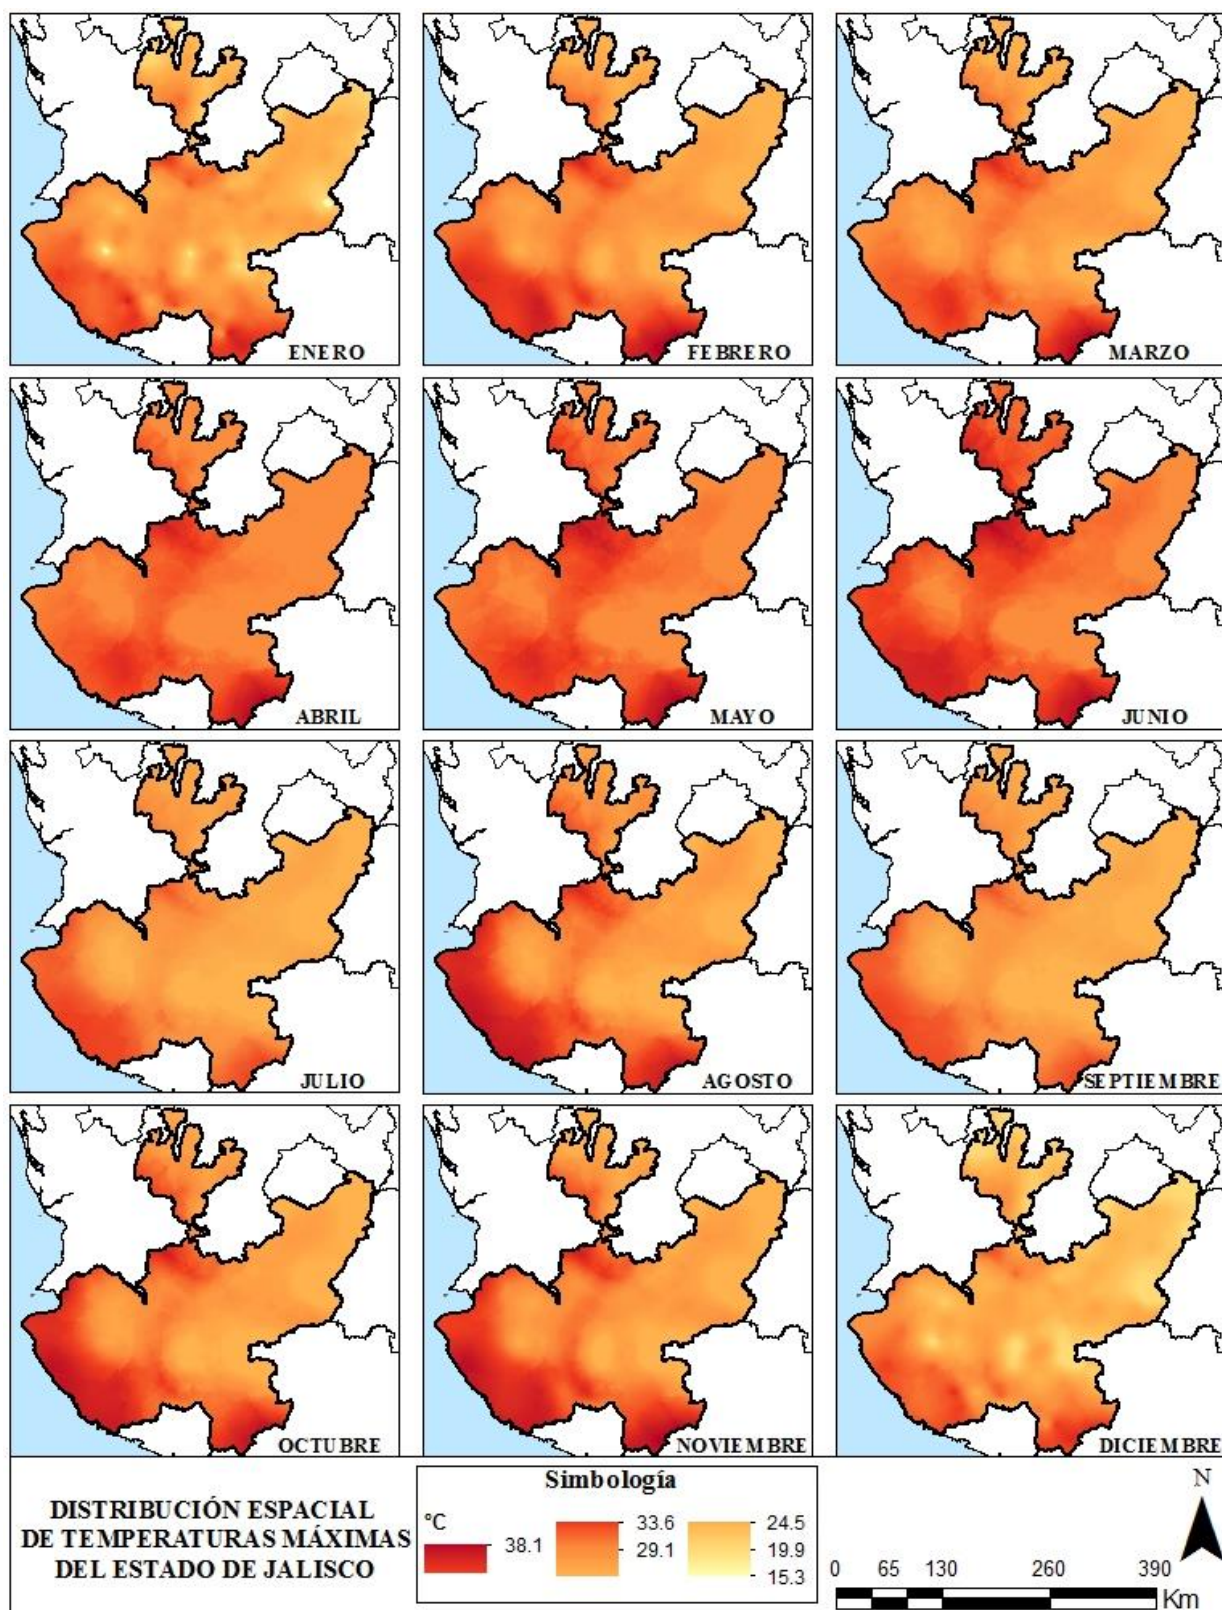 ENERO
FEBRERO
MARZO
ABRIL
MAYO
JUNIO
JULIO
AGOSTO
SEPTIEMBRE
OCTUBRE
NOVIEMBRE
DICIEMBRE
DISTRIBUCIÓN ESPACIAL
DE TEMPERATURAS MÁXIMAS
DEL ESTADO DE JALISCO
Simbología
°C
38.1
33.6
29.1
24.5
19.9
15.3
N
0 65 130 260 390
Km